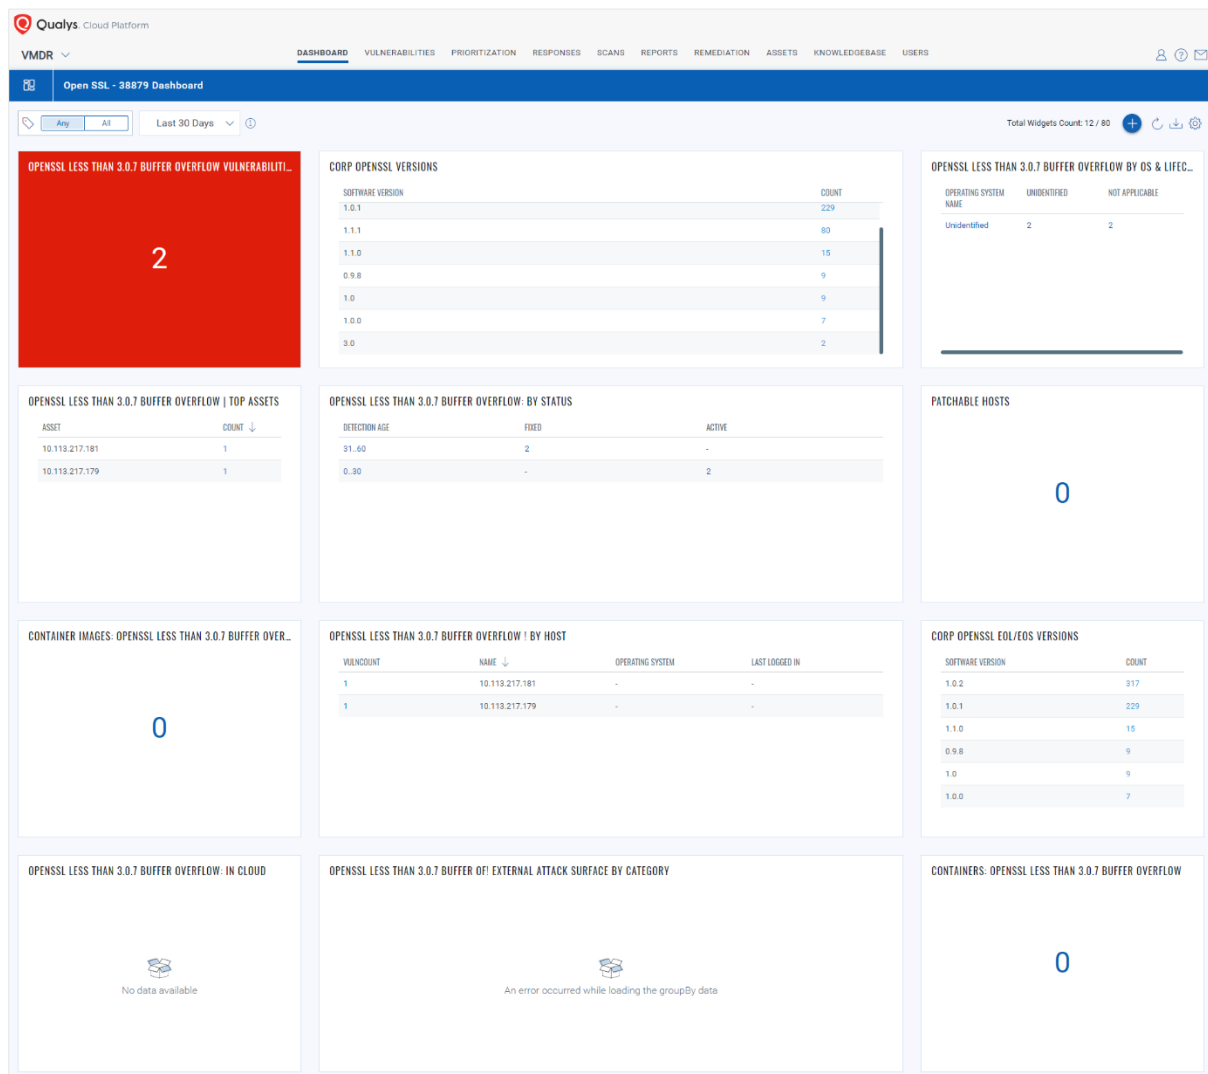 Qualys. Cloud Platform
VMDR
DASHBOARD VULNERABILITIES PRIORITIZATION RESPONSES SCANS REPORTS REMEDIATION ASSETS KNOWLEDGEBASE USERS
Open SSL - 38879 Dashboard
Any All Last 30 Days
Total Widgets Count: 12 / 80
OPENSSL LESS THAN 3.0.7 BUFFER OVERFLOW VULNERABILITI...
2
CORP OPENSSL VERSIONS
SOFTWARE VERSION COUNT
1.0.1 229
1.1.1 80
1.1.0 15
0.9.8 9
1.0 9
1.0.0 7
3.0 2
OPENSSL LESS THAN 3.0.7 BUFFER OVERFLOW BY OS & LIFEC...
OPERATING SYSTEM NAME UNIDENTIFIED NOT APPLICABLE
Unidentified 2 2
OPENSSL LESS THAN 3.0.7 BUFFER OVERFLOW | TOP ASSETS
ASSET COUNT
10.113.217.181 1
10.113.217.179 1
OPENSSL LESS THAN 3.0.7 BUFFER OVERFLOW: BY STATUS
DETECTION AGE FIXED ACTIVE
31..60 2 -
0..30 - 2
PATCHABLE HOSTS
0
CONTAINER IMAGES: OPENSSL LESS THAN 3.0.7 BUFFER OVER...
0
OPENSSL LESS THAN 3.0.7 BUFFER OVERFLOW ! BY HOST
VULNCOUNT NAME OPERATING SYSTEM LAST LOGGED IN
1 10.113.217.181 - -
1 10.113.217.179 - -
CORP OPENSSL EOL/EOS VERSIONS
SOFTWARE VERSION COUNT
1.0.2 317
1.0.1 229
1.1.0 15
0.9.8 9
1.0 9
1.0.0 7
OPENSSL LESS THAN 3.0.7 BUFFER OVERFLOW: IN CLOUD
No data available
OPENSSL LESS THAN 3.0.7 BUFFER OF! EXTERNAL ATTACK SURFACE BY CATEGORY
An error occurred while loading the groupBy data
CONTAINERS: OPENSSL LESS THAN 3.0.7 BUFFER OVERFLOW
0